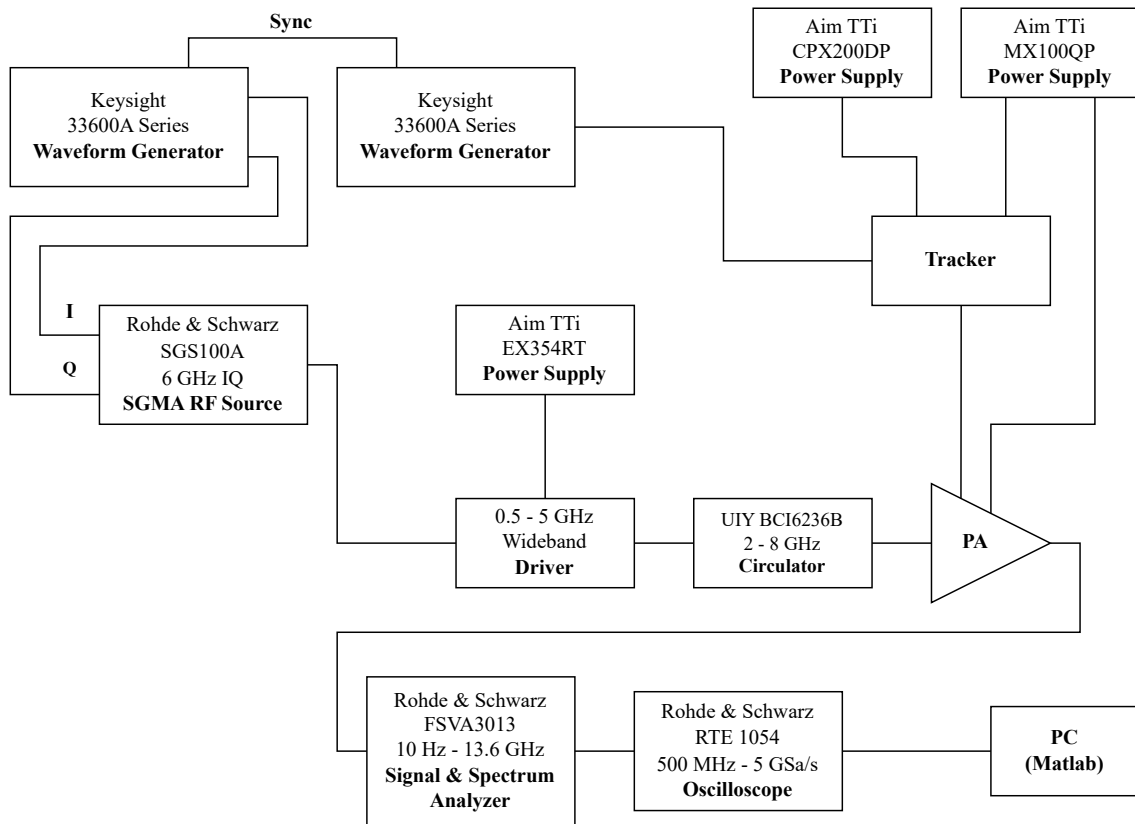 Sync
Keysight
33600A Series
Waveform Generator
Keysight
33600A Series
Waveform Generator
Aim TTi
CPX200DP
Power Supply
Aim TTi
MX100QP
Power Supply
Tracker
I
Q
Rohde & Schwarz
SGS100A
6 GHz IQ
SGMA RF Source
Aim TTi
EX354RT
Power Supply
0.5 - 5 GHz
Wideband
Driver
UIY BCI6236B
2 - 8 GHz
Circulator
PA
Rohde & Schwarz
FSVA3013
10 Hz - 13.6 GHz
Signal & Spectrum
Analyzer
Rohde & Schwarz
RTE 1054
500 MHz - 5 GSa/s
Oscilloscope
PC
(Matlab)